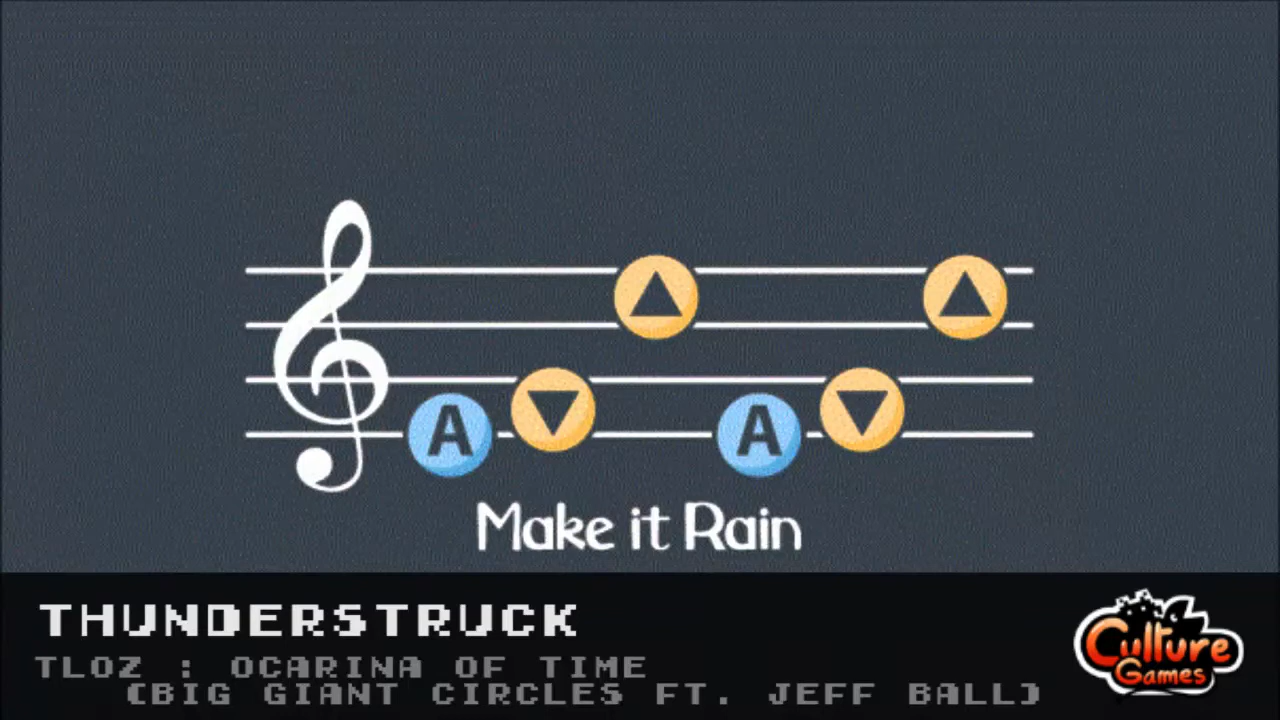 A A
Make it Rain
THUNDERSTRUCK
TLOZ : OCARINA OF TIME
(BIG GIANT CIRCLES FT. JEFF BALL)
Culture
Games